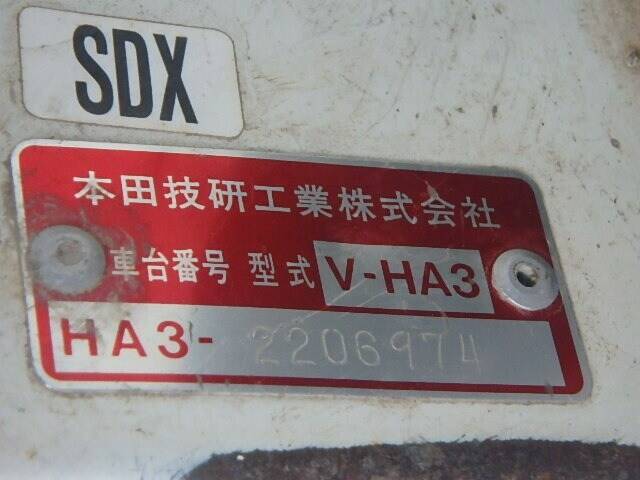 SDX
本田技研工業株式会社
車台番号 型式 V-HA3
HA3- 2206974